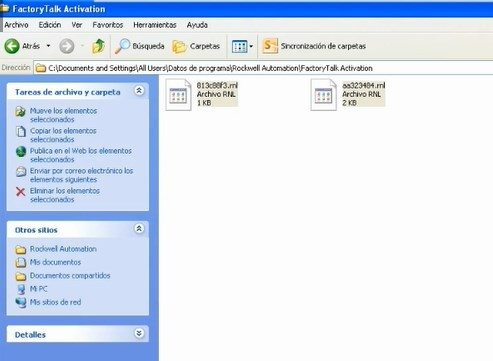 FactoryTalk Activation
Archivo Edición Ver Favoritos Herramientas Ayuda
Atrás Búsqueda Carpetas Sincronización de carpetas
Dirección C:\Documents and Settings\All Users\Datos de programa\Rockwell Automation\FactoryTalk Activation
Tareas de archivo y carpeta
Mueve los elementos
seleccionados
Copiar los elementos
seleccionados
Publica en el Web los elementos
seleccionados
Enviar por correo electrónico los
elementos siguientes
Eliminar los elementos
seleccionados
Otros sitios
Rockwell Automation
Mis documentos
Documentos compartidos
Mi PC
Mis sitios de red
Detalles
813c88f3.rnl
Archivo RNL
1 KB
aa323484.rnl
Archivo RNL
2 KB